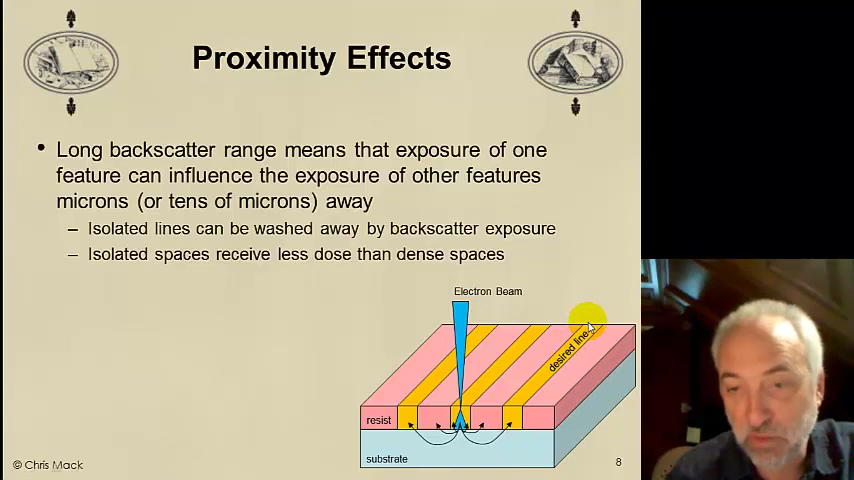 Proximity Effects
• Long backscatter range means that exposure of one
feature can influence the exposure of other features
microns (or tens of microns) away
– Isolated lines can be washed away by backscatter exposure
– Isolated spaces receive less dose than dense spaces
Electron Beam
desired line
resist
substrate
© Chris Mack
8